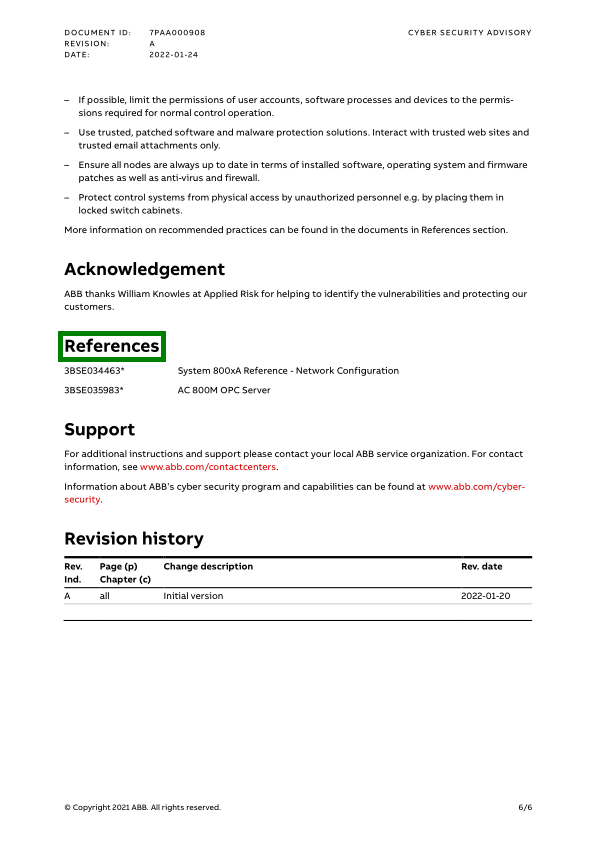 DOCUMENT ID: 7PAA000908
CYBER SECURITY ADVISORY
REVISION: A
DATE: 2022-01-24
– If possible, limit the permissions of user accounts, software processes and devices to the permis-
sions required for normal control operation.
– Use trusted, patched software and malware protection solutions. Interact with trusted web sites and
trusted email attachments only.
– Ensure all nodes are always up to date in terms of installed software, operating system and firmware
patches as well as anti-virus and firewall.
– Protect control systems from physical access by unauthorized personnel e.g. by placing them in
locked switch cabinets.
More information on recommended practices can be found in the documents in References section.
Acknowledgement
ABB thanks William Knowles at Applied Risk for helping to identify the vulnerabilities and protecting our
customers.
References
3BSE034463* System 800xA Reference - Network Configuration
3BSE035983* AC 800M OPC Server
Support
For additional instructions and support please contact your local ABB service organization. For contact
information, see www.abb.com/contactcenters.
Information about ABB's cyber security program and capabilities can be found at www.abb.com/cyber-
security.
Revision history
Rev. Page (p) Change description Rev. date
Ind. Chapter (c)
A all Initial version 2022-01-20
© Copyright 2021 ABB. All rights reserved. 6/6